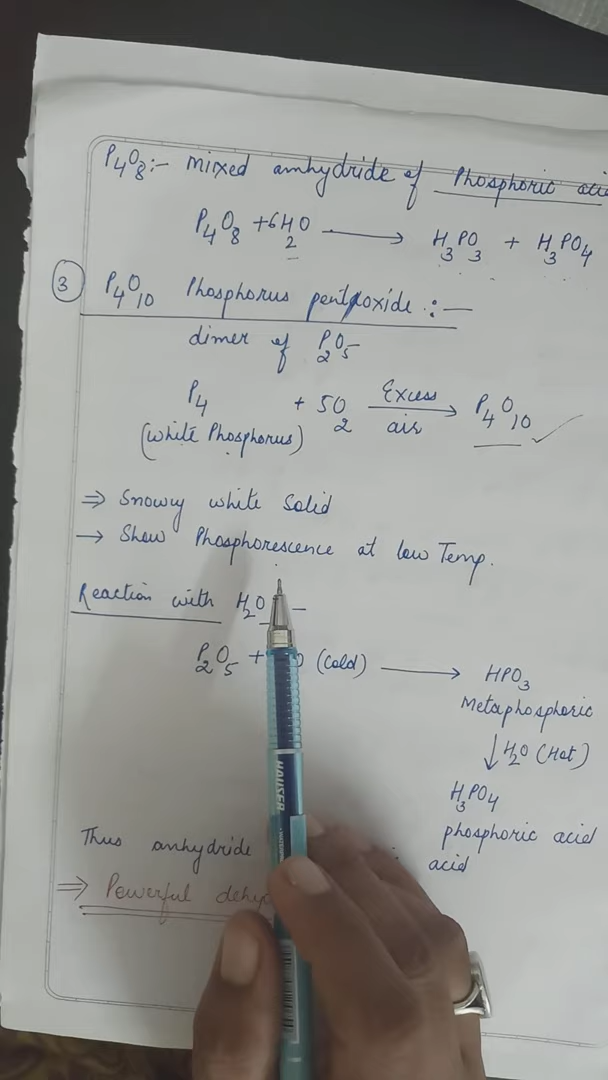 P₄O₈:- Mixed anhydride of Phosphoric
P₄O₈ + 6H₂O ⟶ H₃PO₃ + H₃PO₄
③ P₄O₁₀ Phosphorus pentaoxide :—
dimer of P₂O₅
P₄ + 5O₂ Excess air ⟶ P₄O₁₀ ✓
(White Phosphorus)
⇒ Snowy white Solid
→ Show Phosphorescence at low Temp.
Reaction with H₂O —
P₂O₅ + (Cold) ⟶ HPO₃
Metaphosphoric
↓ H₂O (Hot)
H₃PO₄
phosphoric acid
Thus anhydride
acid
⇒ Powerful
HAUSER